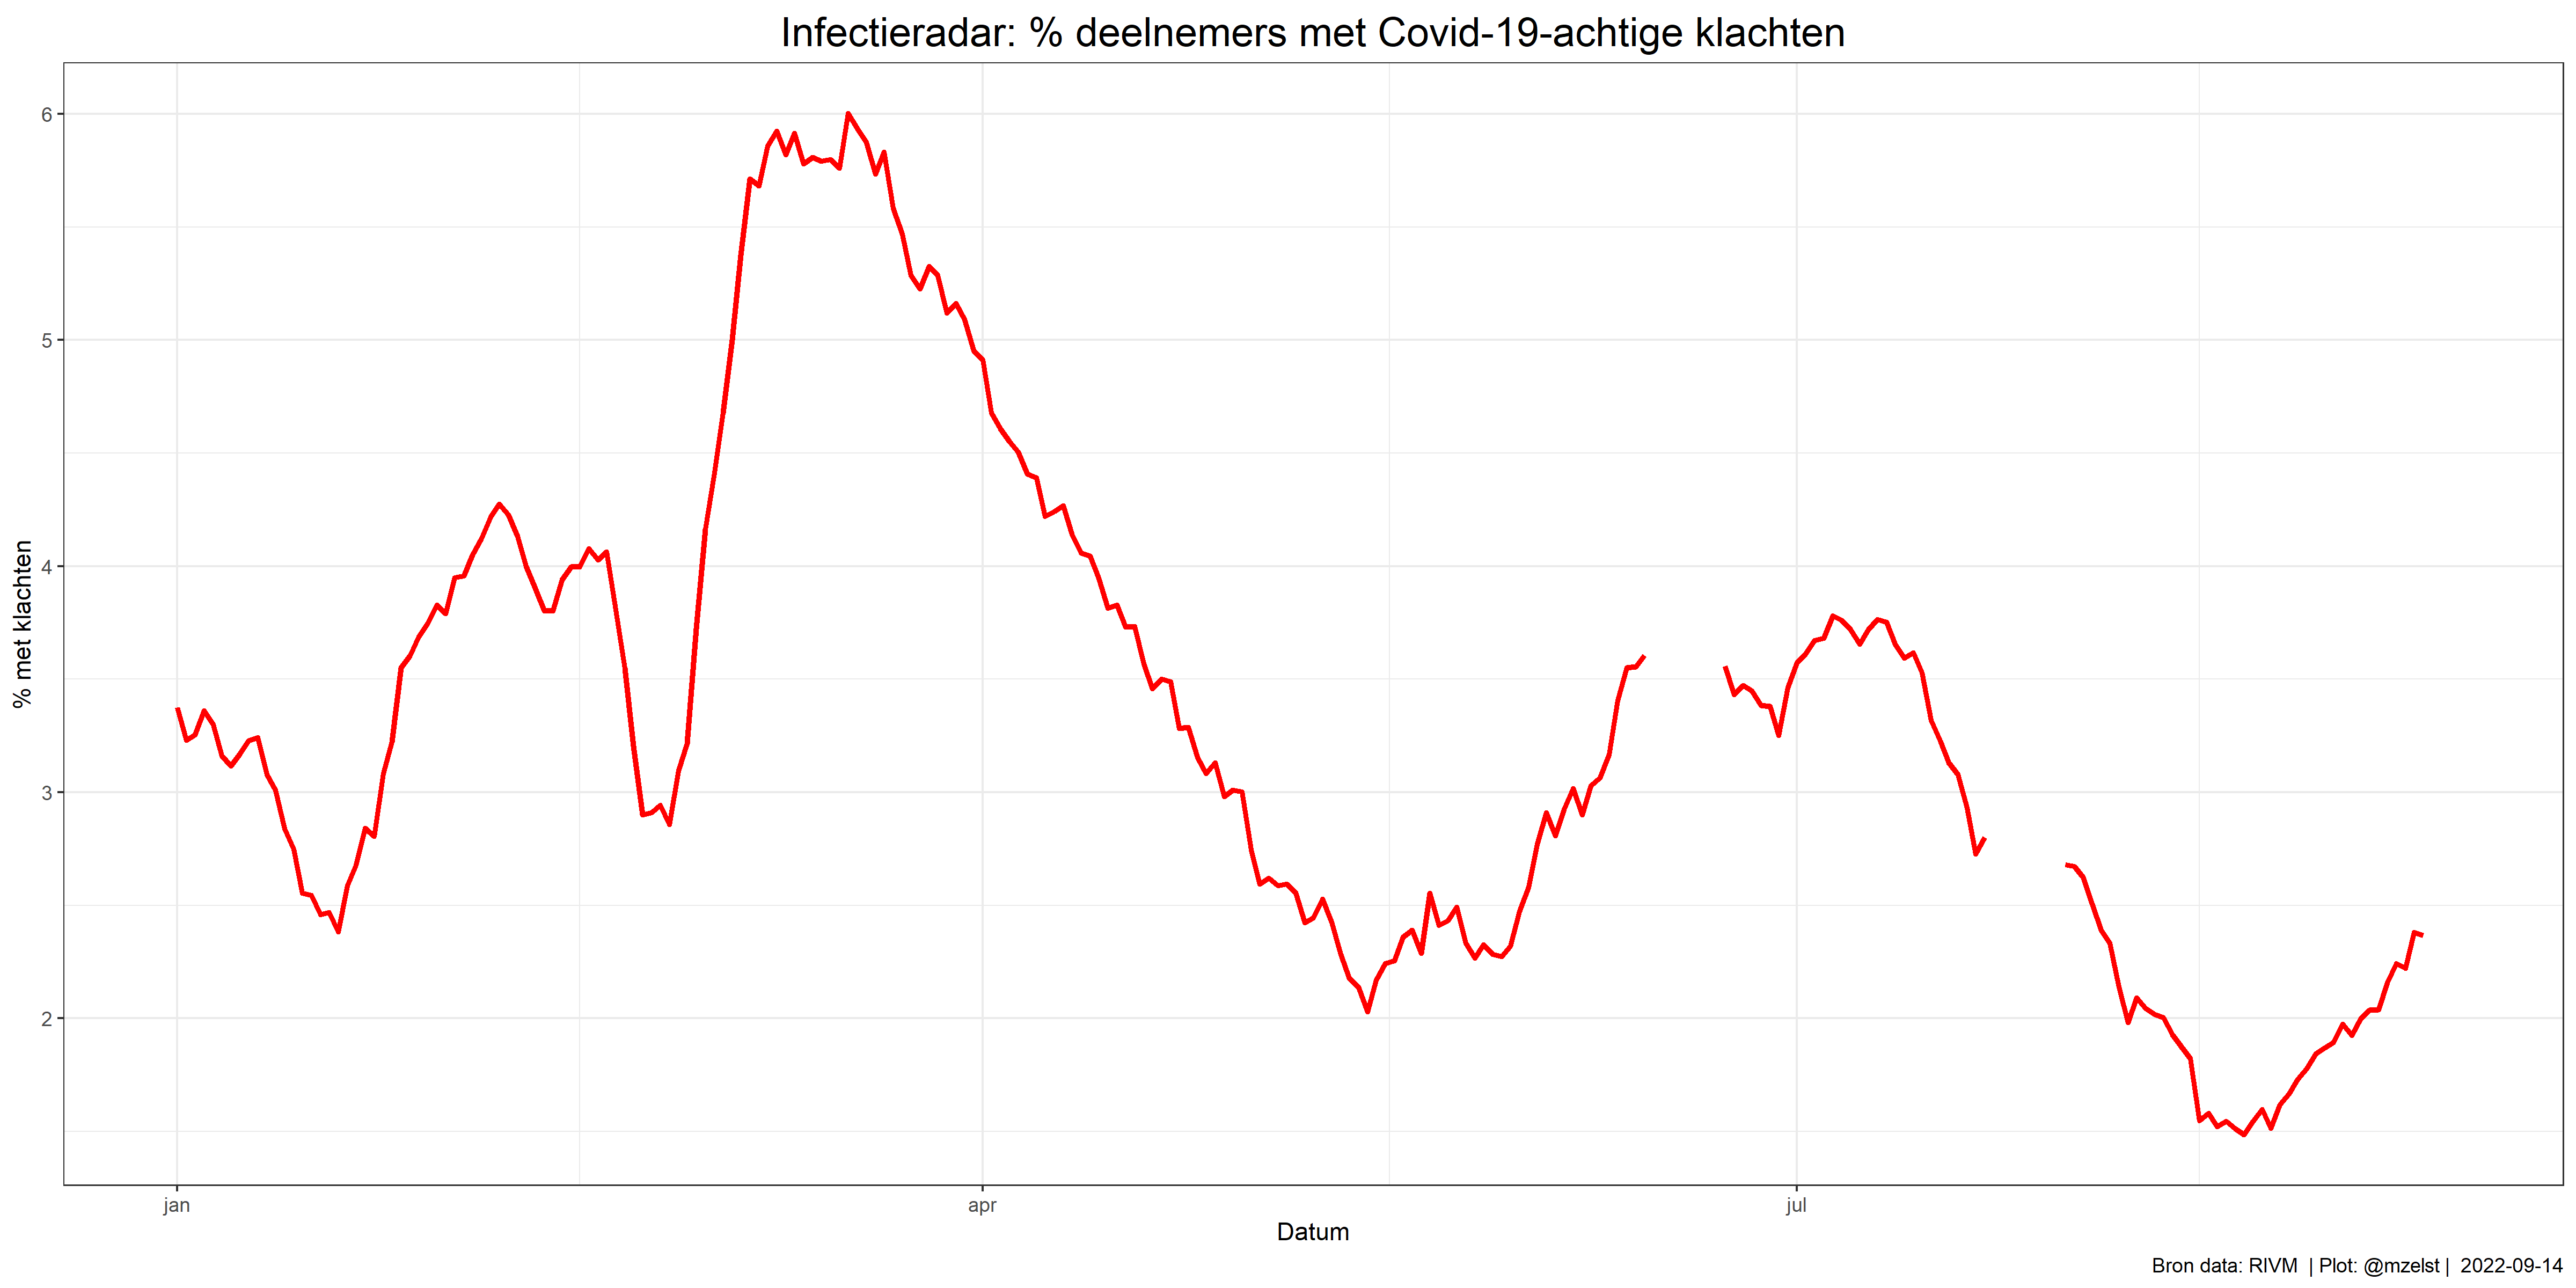 Infectieradar: % deelnemers met Covid-19-achtige klachten
6
5
4
3
2
% met klachten
jan
apr
jul
Datum
Bron data: RIVM | Plot: @mzelst | 2022-09-14